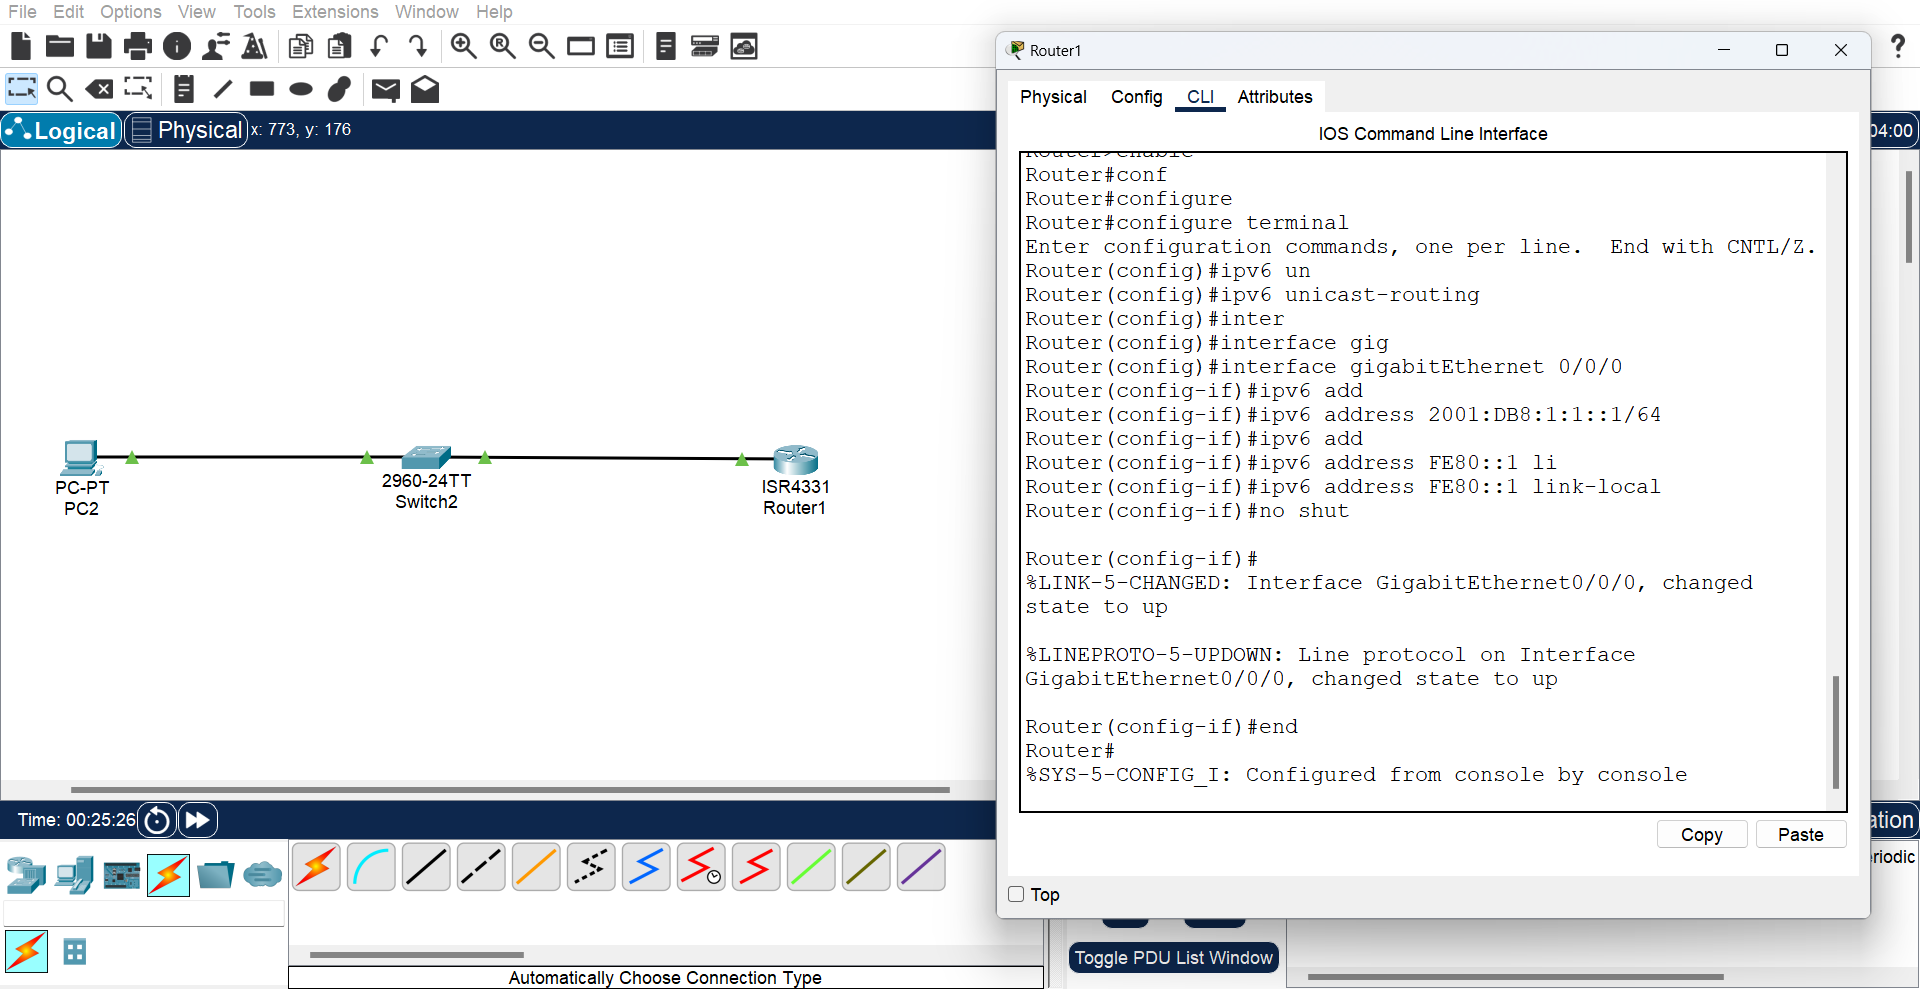 File Edit Options View Tools Extensions Window Help
Logical Physical x: 773, y: 176
04:00
PC-PT
PC2
2960-24TT
Switch2
ISR4331
Router1
Router1
Physical Config CLI Attributes
IOS Command Line Interface
Router>enable
Router#conf
Router#configure
Router#configure terminal
Enter configuration commands, one per line.  End with CNTL/Z.
Router(config)#ipv6 un
Router(config)#ipv6 unicast-routing
Router(config)#inter
Router(config)#interface gig
Router(config)#interface gigabitEthernet 0/0/0
Router(config-if)#ipv6 add
Router(config-if)#ipv6 address 2001:DB8:1:1::1/64
Router(config-if)#ipv6 add
Router(config-if)#ipv6 address FE80::1 li
Router(config-if)#ipv6 address FE80::1 link-local
Router(config-if)#no shut
Router(config-if)#
%LINK-5-CHANGED: Interface GigabitEthernet0/0/0, changed
state to up
%LINEPROTO-5-UPDOWN: Line protocol on Interface
GigabitEthernet0/0/0, changed state to up
Router(config-if)#end
Router#
%SYS-5-CONFIG_I: Configured from console by console
Copy Paste
Top
Time: 00:25:26
Automatically Choose Connection Type
Toggle PDU List Window